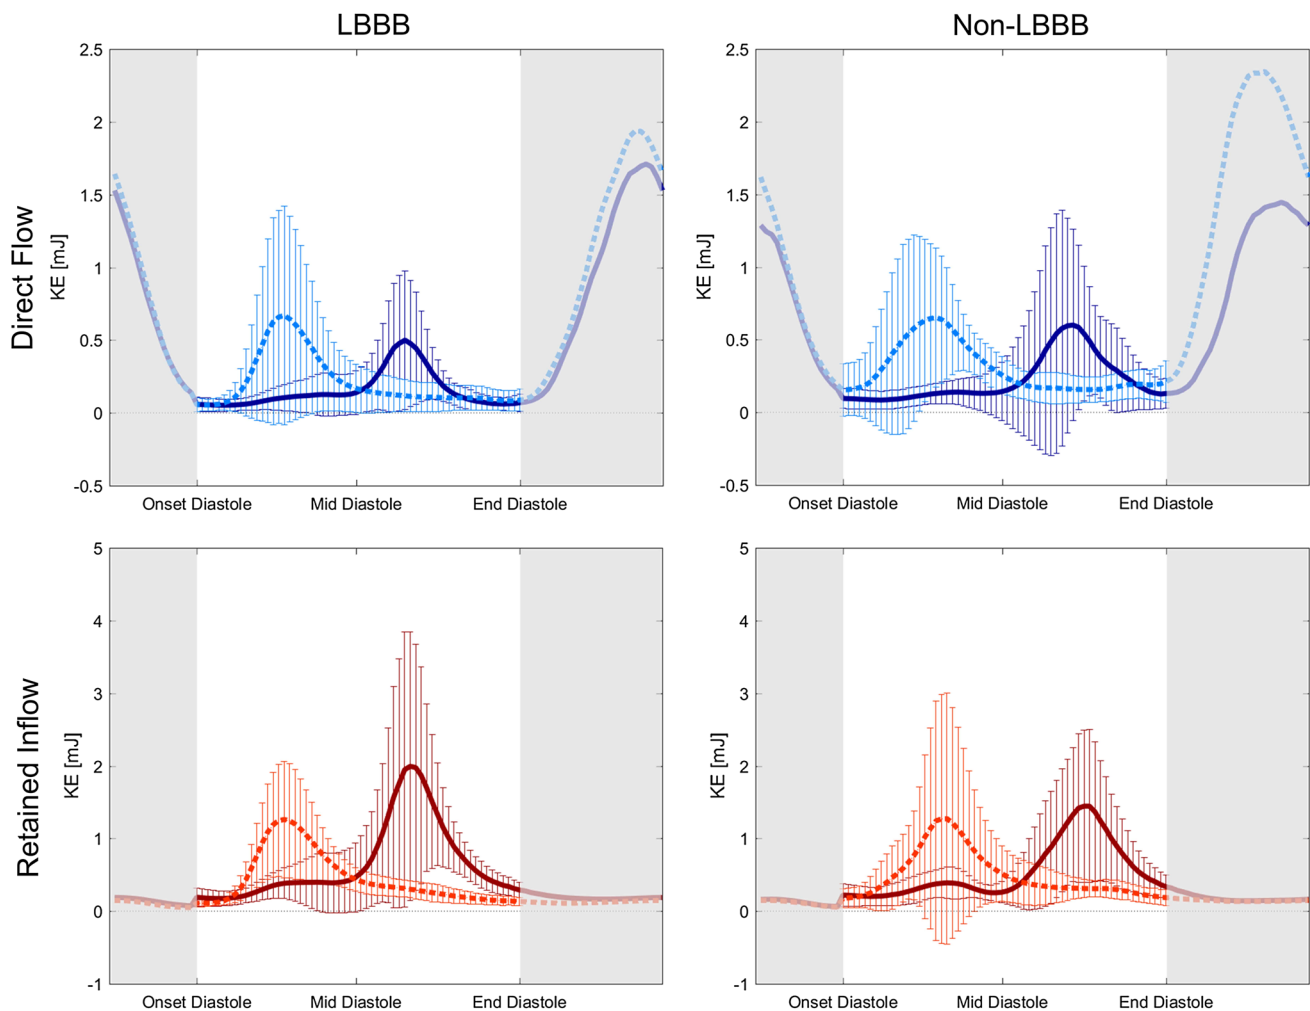 LBBB
Non-LBBB
Direct Flow
KE [mJ]
2.5
2
1.5
1
0.5
0
-0.5
Onset Diastole
Mid Diastole
End Diastole
KE [mJ]
2.5
2
1.5
1
0.5
0
-0.5
Onset Diastole
Mid Diastole
End Diastole
Retained Inflow
KE [mJ]
5
4
3
2
1
0
-1
Onset Diastole
Mid Diastole
End Diastole
KE [mJ]
5
4
3
2
1
0
-1
Onset Diastole
Mid Diastole
End Diastole